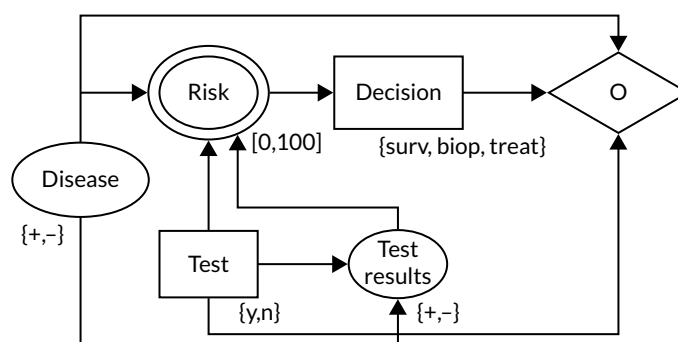 Risk
Decision
O
[0,100]
{surv, biop, treat}
Disease
{+,–}
Test
Test
results
{y,n}
{+,–}